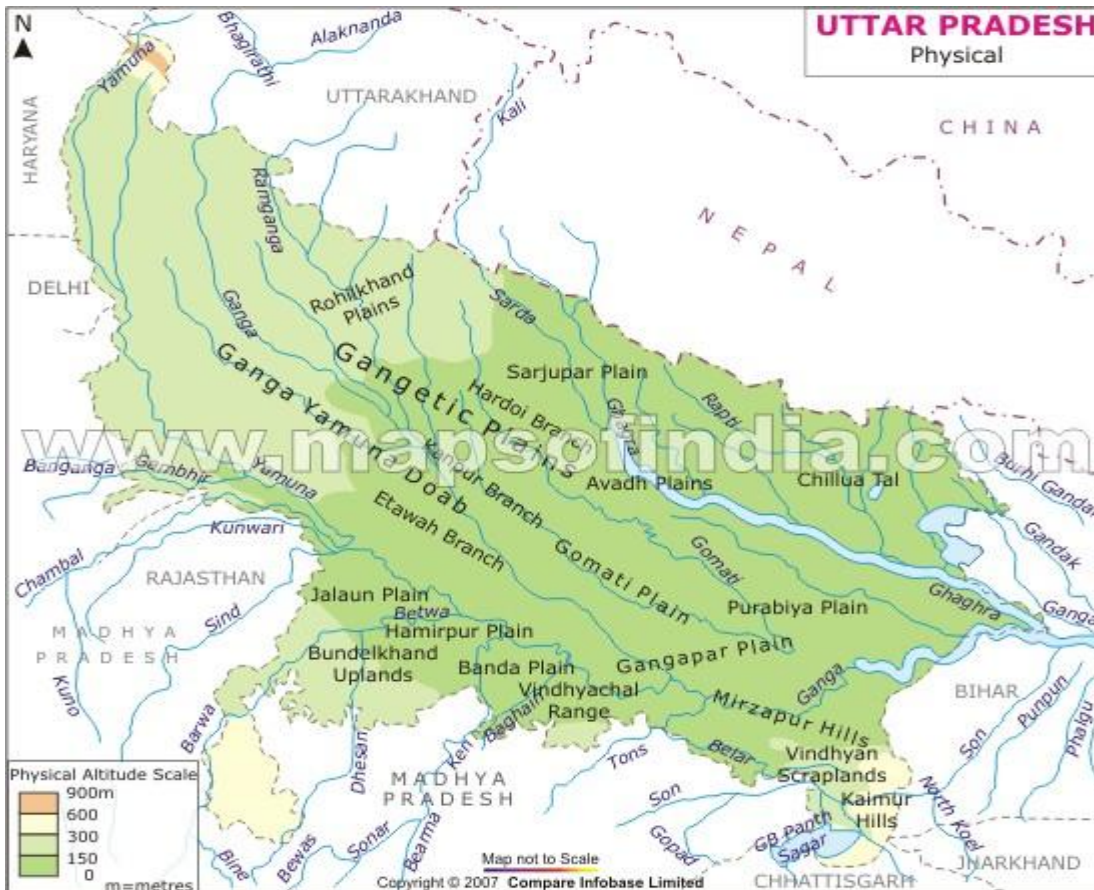 UTTAR PRADESH
Physical
N
Yamuna
Bhagirathi
Alaknanda
UTTARAKHAND
Kali
CHINA
HARYANA
NEPAL
Ramganga
DELHI
Rohilkhand
Plains
Ganga
Sarda
Gangetic Plains
Sarjupar Plain
Ganga Yamuna Doab
Hardoi Branch
Ghagra
Rapti
www.mapsofindia.com
Banganga
Gambhir
Yamuna
Kanpur Branch
Avadh Plains
Chillua Tal
Burhi Gandak
Etawah Branch
Kunwari
Chambal
Gomati Plain
Gomati
Gandak
RAJASTHAN
Jalaun Plain
Betwa
Purabiya Plain
Ghaghra
Ganga
Sind
Hamirpur Plain
MADHYA
PRADESH
Bundelkhand
Uplands
Banda Plain
Gangapar Plain
Kuno
Vindhyachal
Range
Mirzapur Hills
Ganga
BIHAR
Son
Punpun
Phalgu
Barwa
Dhesan
Ken
Baghain
Tons
Betar
Vindhyan
Scraplands
MADHYA
PRADESH
Son
Kaimur
Hills
North Koel
Physical Altitude Scale
900m
600
300
150
0
m=metres
Bine
Bewas
Sonar
Bearma
Gopad
GB Panth
Sagar
JHARKHAND
CHHATTISGARH
Map not to Scale
Copyright © 2007 Compare Infobase Limited